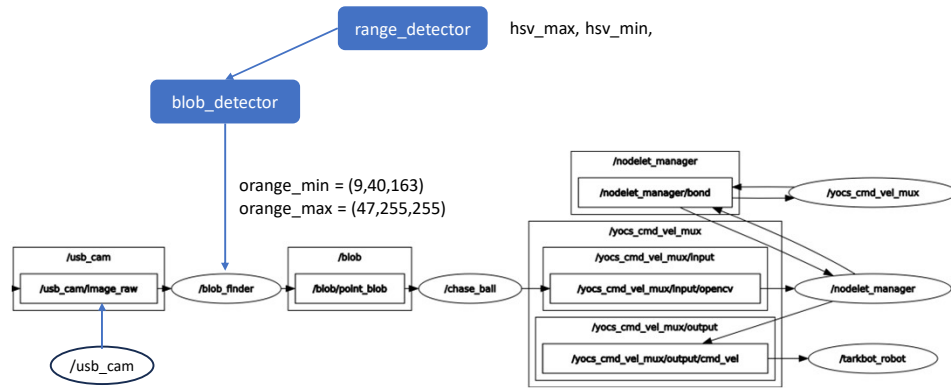 range_detector
hsv_max, hsv_min,
blob_detector
orange_min = (9,40,163)
orange_max = (47,255,255)
/nodelet_manager
/nodelet_manager/bond
/yocs_cmd_vel_mux
/yocs_cmd_vel_mux
/usb_cam
/blob
/yocs_cmd_vel_mux/input
/usb_cam/image_raw
/blob_finder
/blob/point_blob
/chase_ball
/yocs_cmd_vel_mux/input/opencv
/nodelet_manager
/yocs_cmd_vel_mux/output
/usb_cam
/yocs_cmd_vel_mux/output/cmd_vel
/tarkbot_robot